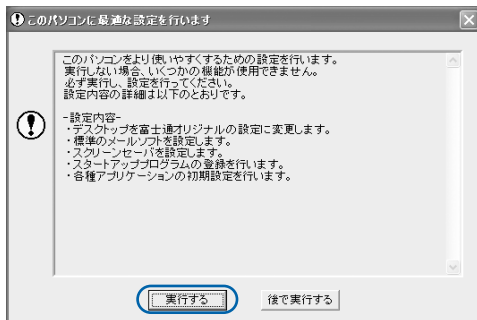 このパソコンに最適な設定を行います
このパソコンをより使いやすくするための設定を行います。
実行しない場合、いくつかの機能が使用できません。
必ず実行し、設定を行ってください。
設定内容の詳細は以下のとおりです。
-設定内容-
・デスクトップを富士通オリジナルの設定に変更します。
・標準のメールソフトを設定します。
・スクリーンセーバを設定します。
・スタートアッププログラムの登録を行います。
・各種アプリケーションの初期設定を行います。
実行する
後で実行する